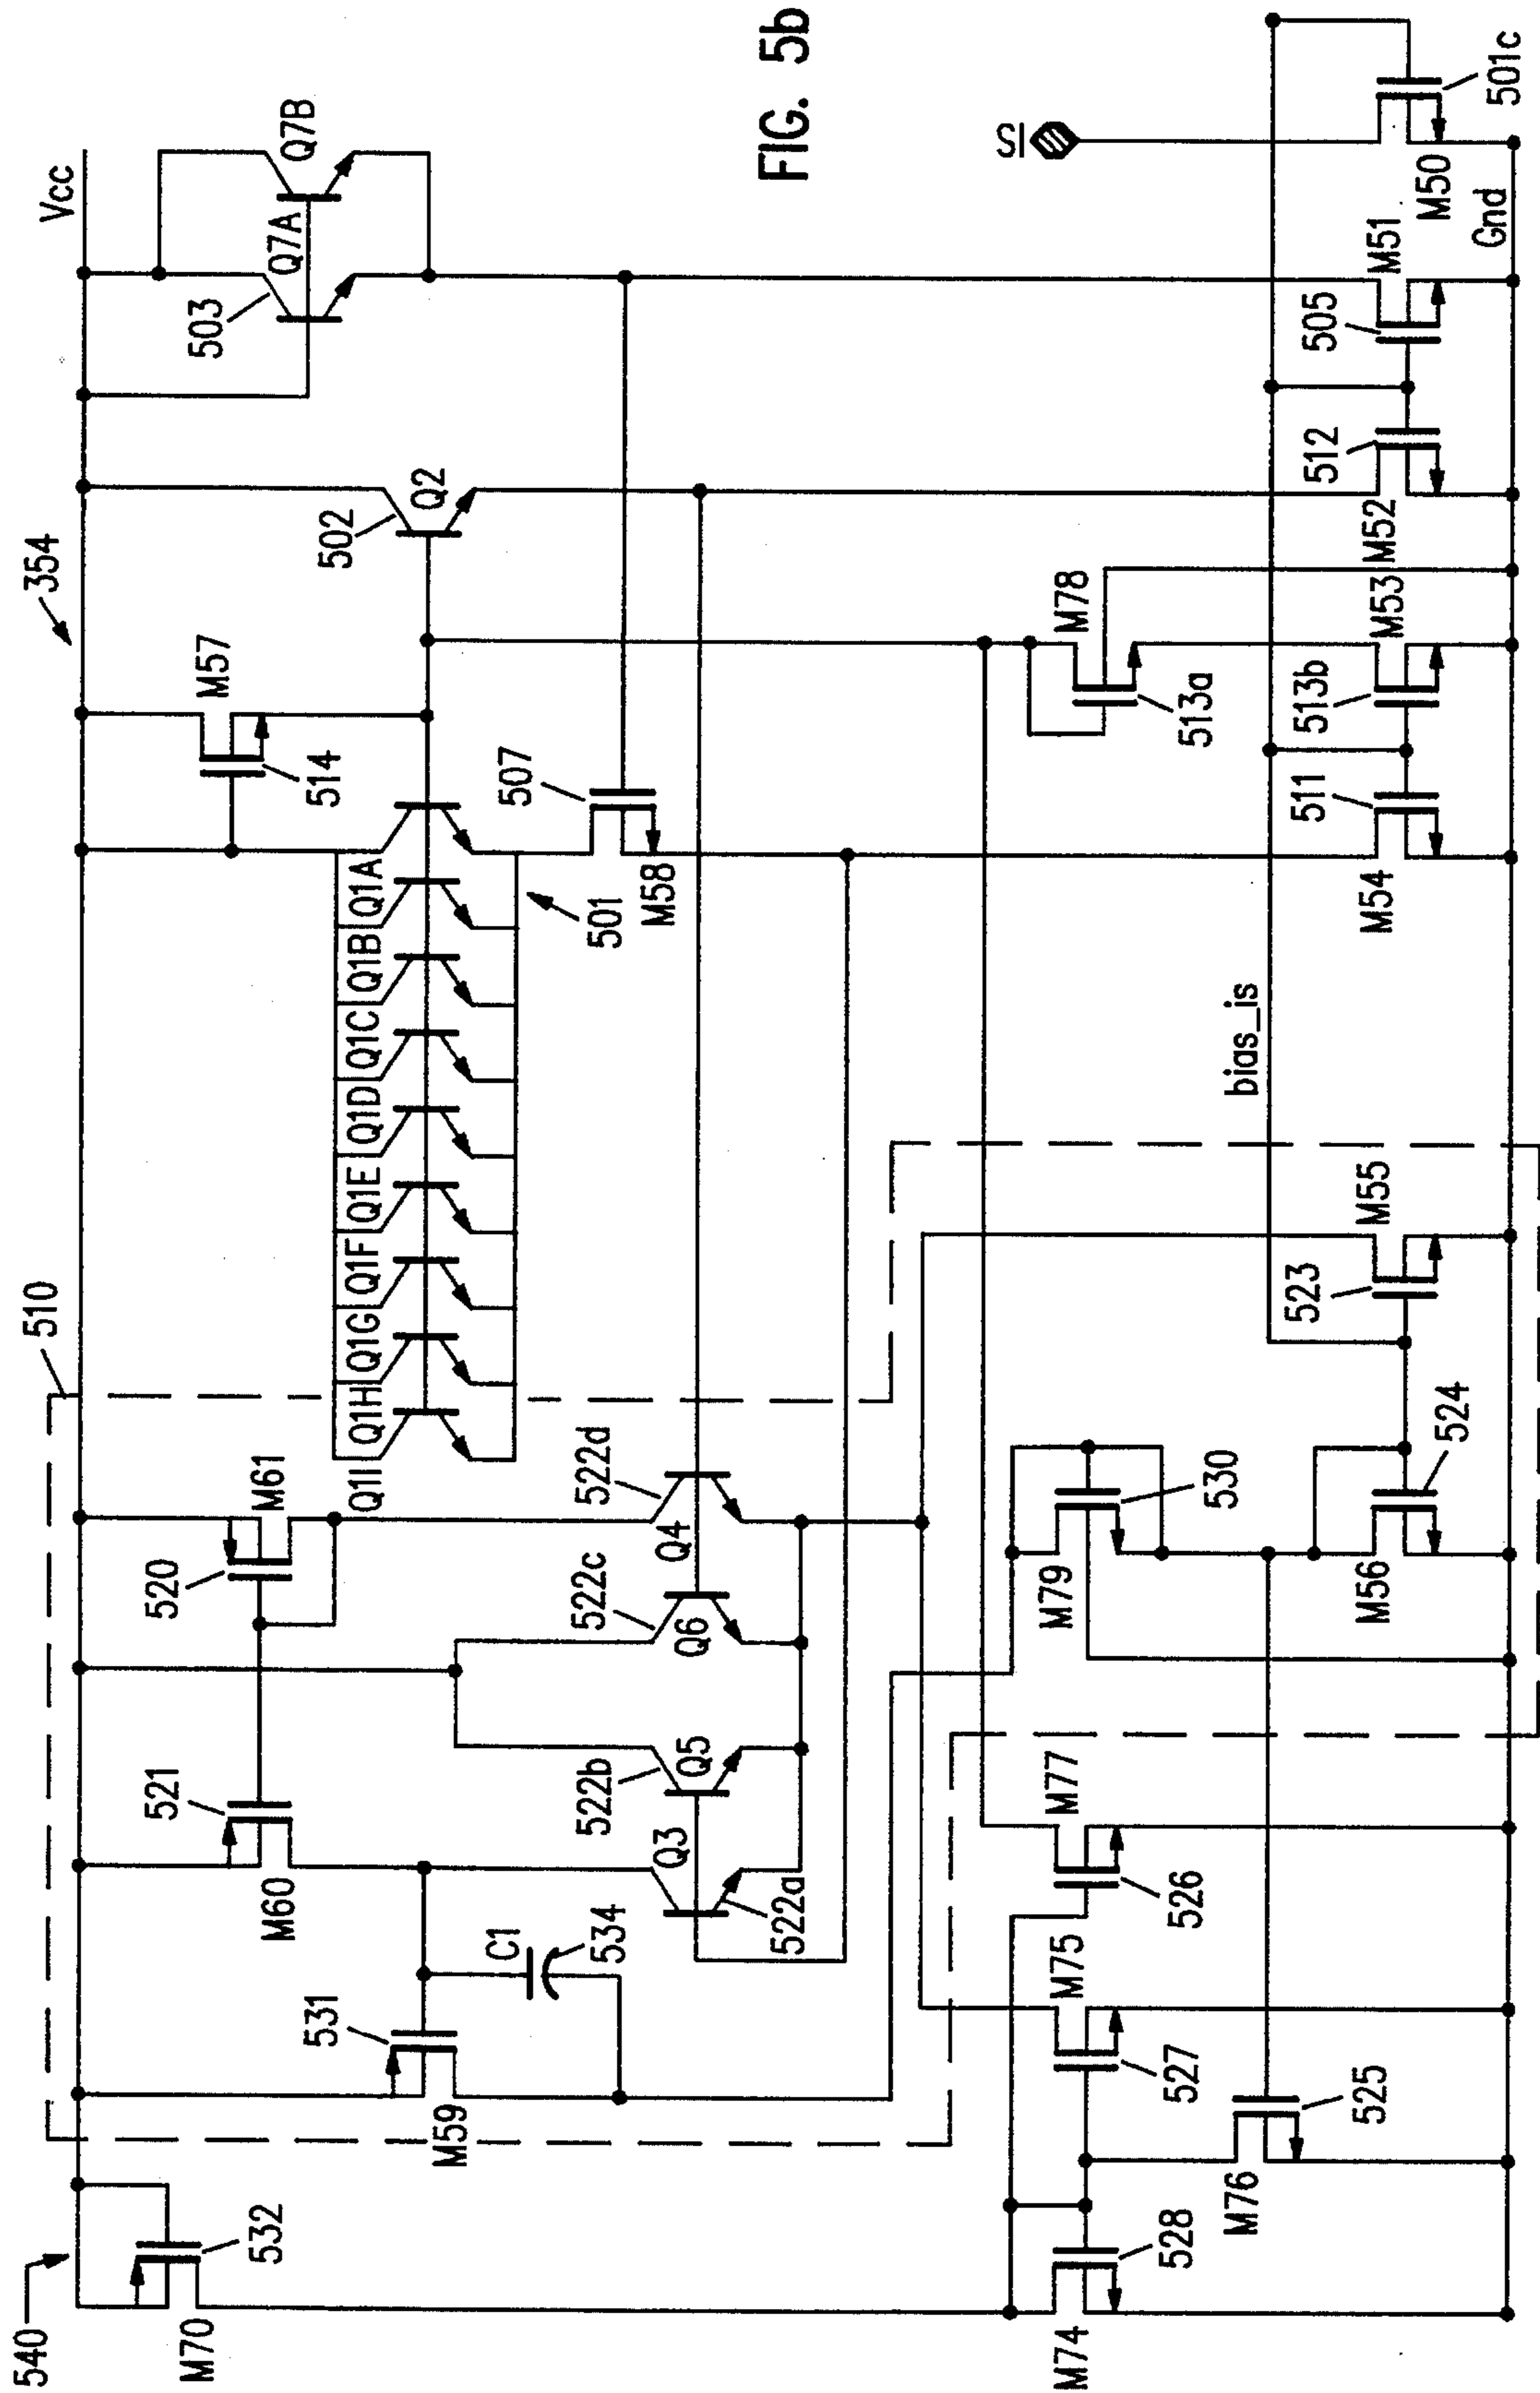 FIG. 5b
540
M70
532
510
M60
521
520
M61
531
M59
C1
534
Q3
522a
522b
Q5
Q6
522c
Q4
522d
Q1I
Q1H
Q1G
Q1F
Q1E
Q1D
Q1C
Q1B
Q1A
501
M57
514
354
Vcc
502
Q2
503
Q7A
Q7B
507
M58
M78
513a
IS
bias_is
M74
528
M76
525
527
M75
526
M77
M79
530
M56
524
523
M55
M54
511
513b
M53
M52
512
505
M51
M50
501c
Gnd